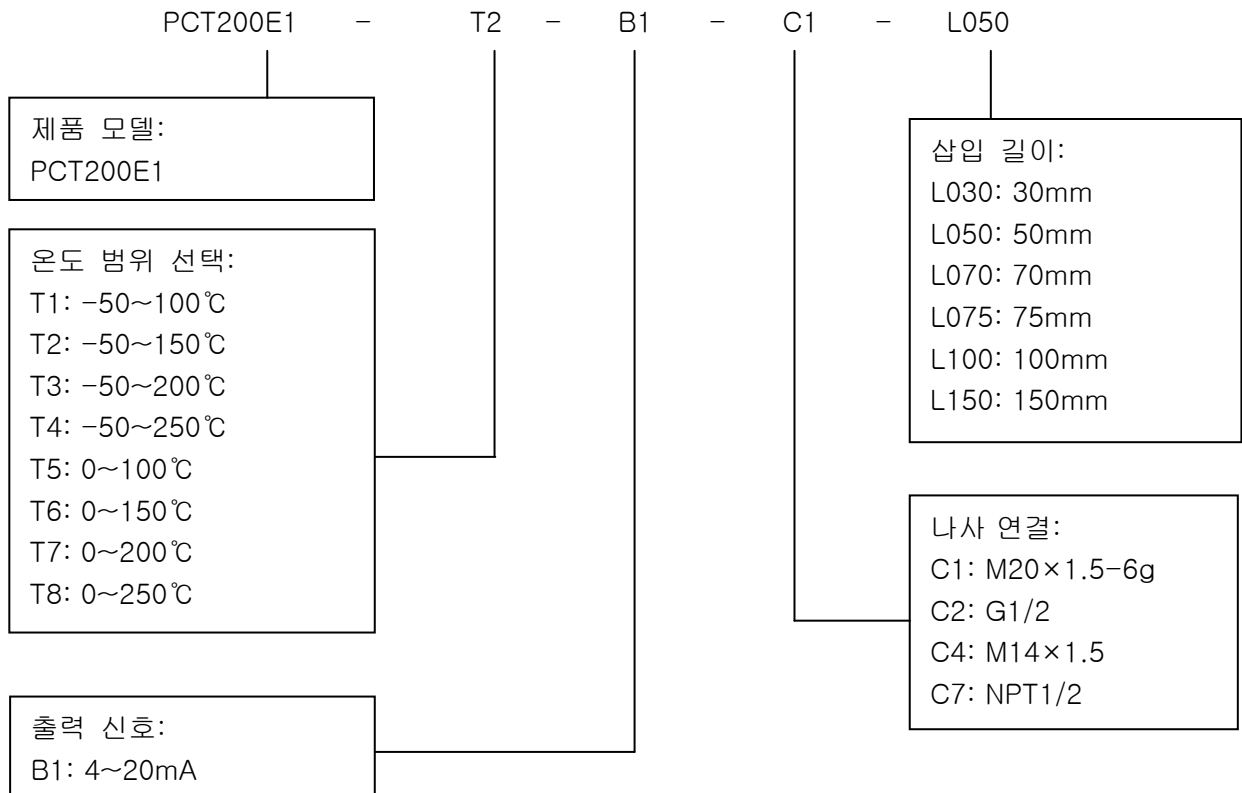 PCT200E1 - T2 - B1 - C1 - L050
제품 모델:
PCT200E1
온도 범위 선택:
T1: -50~100℃
T2: -50~150℃
T3: -50~200℃
T4: -50~250℃
T5: 0~100℃
T6: 0~150℃
T7: 0~200℃
T8: 0~250℃
출력 신호:
B1: 4~20mA
삽입 길이:
L030: 30mm
L050: 50mm
L070: 70mm
L075: 75mm
L100: 100mm
L150: 150mm
나사 연결:
C1: M20×1.5-6g
C2: G1/2
C4: M14×1.5
C7: NPT1/2